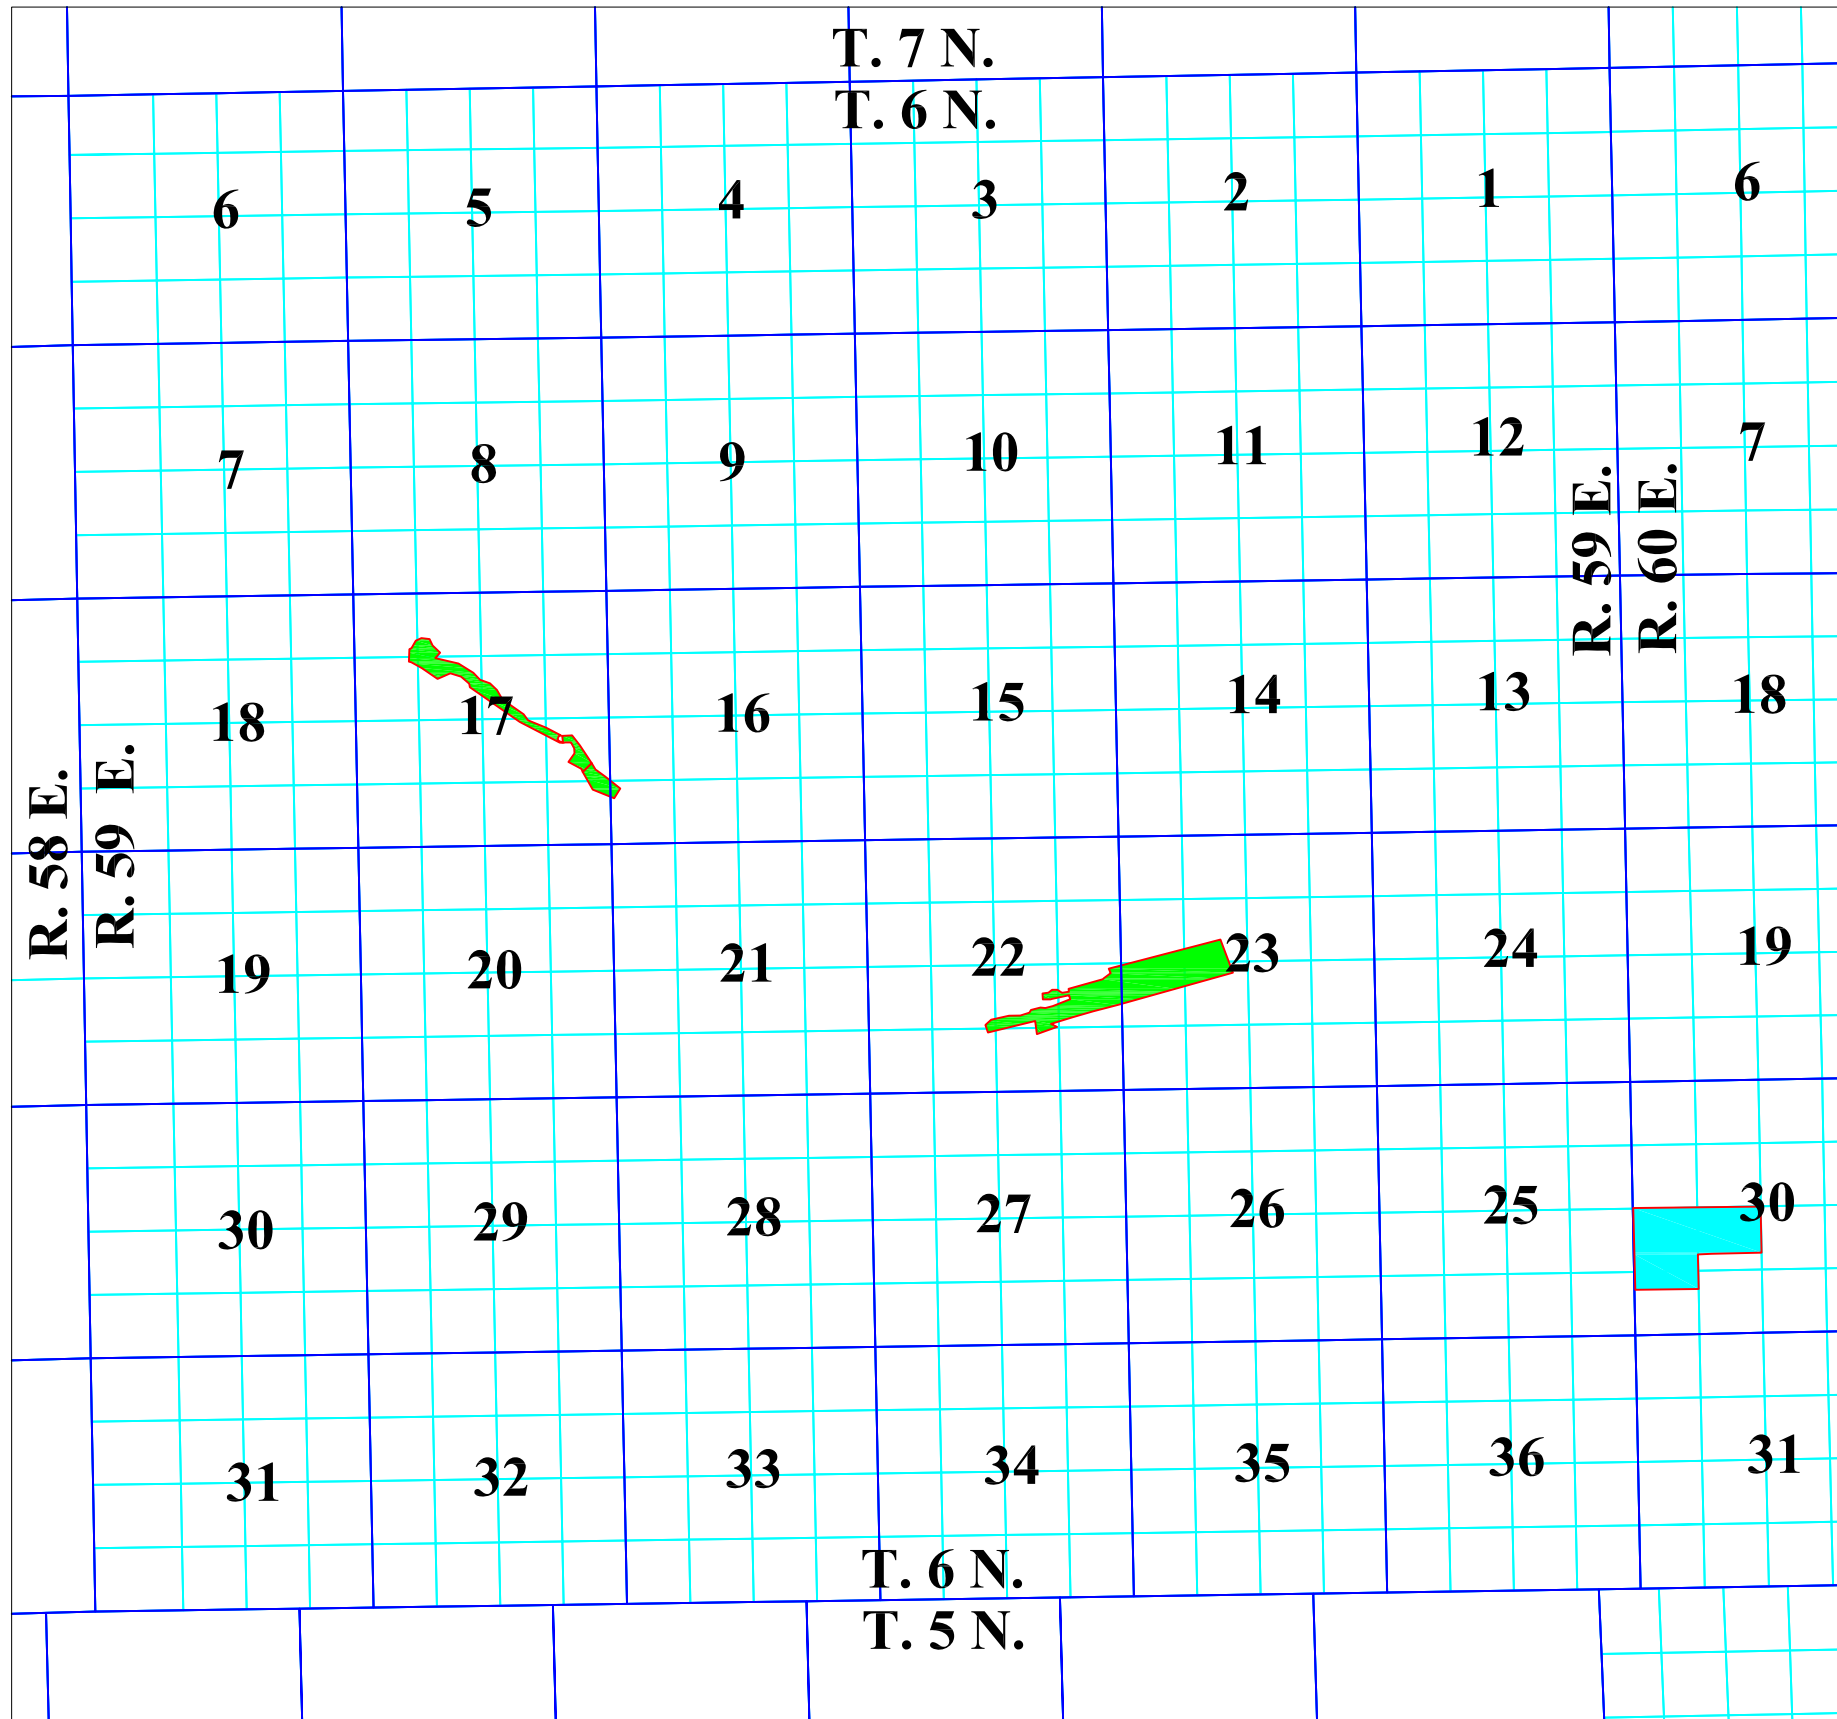 T. 7 N.
T. 6 N.
6 5 4 3 2 1 6
7 8 9 10 11 12 7
R. 59 E.
R. 60 E.
18 17 16 15 14 13 18
R. 58 E.
R. 59 E.
19 20 21 22 23 24 19
30 29 28 27 26 25 30
31 32 33 34 35 36 31
T. 6 N.
T. 5 N.